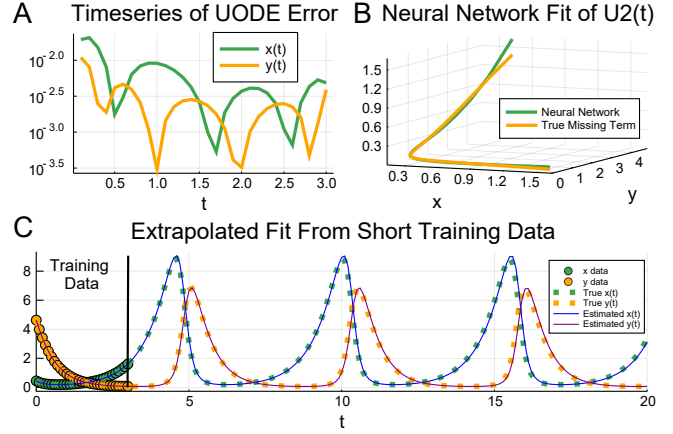 A
Timeseries of UODE Error
10^-2.0
10^-2.5
10^-3.0
10^-3.5
x(t)
y(t)
0.5 1.0 1.5 2.0 2.5 3.0
t
B
Neural Network Fit of U2(t)
1.5
1.2
0.9
0.6
0.3
Neural Network
True Missing Term
0.3 0.6 0.9 1.2 1.5
0 1 2 3 4
x
y
C
Extrapolated Fit From Short Training Data
Training
Data
8
6
4
2
0
x data
y data
True x(t)
True y(t)
Estimated x(t)
Estimated y(t)
0 5 10 15 20
t